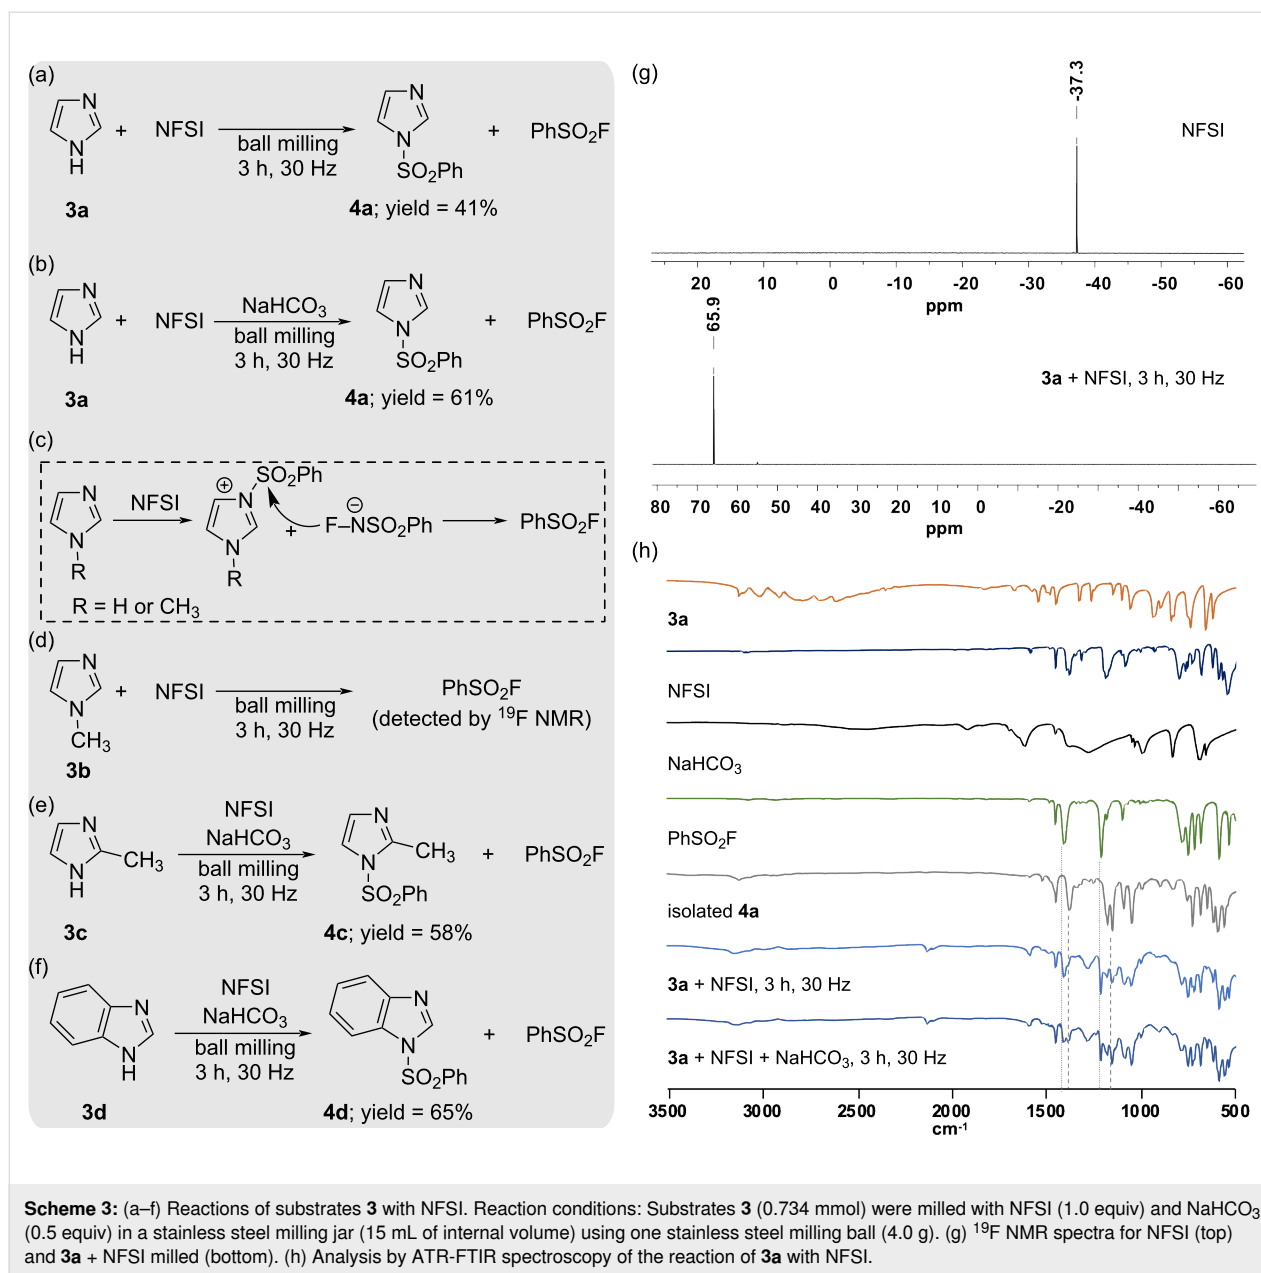 (a)
N
N
H
+
NFSI
ball milling
3 h, 30 Hz
N
N
SO₂Ph
+
PhSO₂F
3a
4a; yield = 41%
(b)
N
N
H
+
NFSI
NaHCO₃
ball milling
3 h, 30 Hz
N
N
SO₂Ph
+
PhSO₂F
3a
4a; yield = 61%
(c)
N
N
R
NFSI
⊕
SO₂Ph
N
N
R
+
⊖
F–NSO₂Ph
PhSO₂F
R = H or CH₃
(d)
N
N
CH₃
+
NFSI
ball milling
3 h, 30 Hz
PhSO₂F
(detected by ¹⁹F NMR)
3b
(e)
N
N
H
CH₃
NFSI
NaHCO₃
ball milling
3 h, 30 Hz
N
N
CH₃
SO₂Ph
+
PhSO₂F
3c
4c; yield = 58%
(f)
N
N
H
NFSI
NaHCO₃
ball milling
3 h, 30 Hz
N
N
SO₂Ph
+
PhSO₂F
3d
4d; yield = 65%
(g)
-37.3
NFSI
20 10 0 -10 -20 -30 -40 -50 -60
ppm
65.9
3a + NFSI, 3 h, 30 Hz
80 70 60 50 40 30 20 10 0 -20 -40 -60
ppm
(h)
3a
NFSI
NaHCO₃
PhSO₂F
isolated 4a
3a + NFSI, 3 h, 30 Hz
3a + NFSI + NaHCO₃, 3 h, 30 Hz
3500 3000 2500 2000 1500 1000 500
cm⁻¹
Scheme 3: (a–f) Reactions of substrates 3 with NFSI. Reaction conditions: Substrates 3 (0.734 mmol) were milled with NFSI (1.0 equiv) and NaHCO₃
(0.5 equiv) in a stainless steel milling jar (15 mL of internal volume) using one stainless steel milling ball (4.0 g). (g) ¹⁹F NMR spectra for NFSI (top)
and 3a + NFSI milled (bottom). (h) Analysis by ATR-FTIR spectroscopy of the reaction of 3a with NFSI.